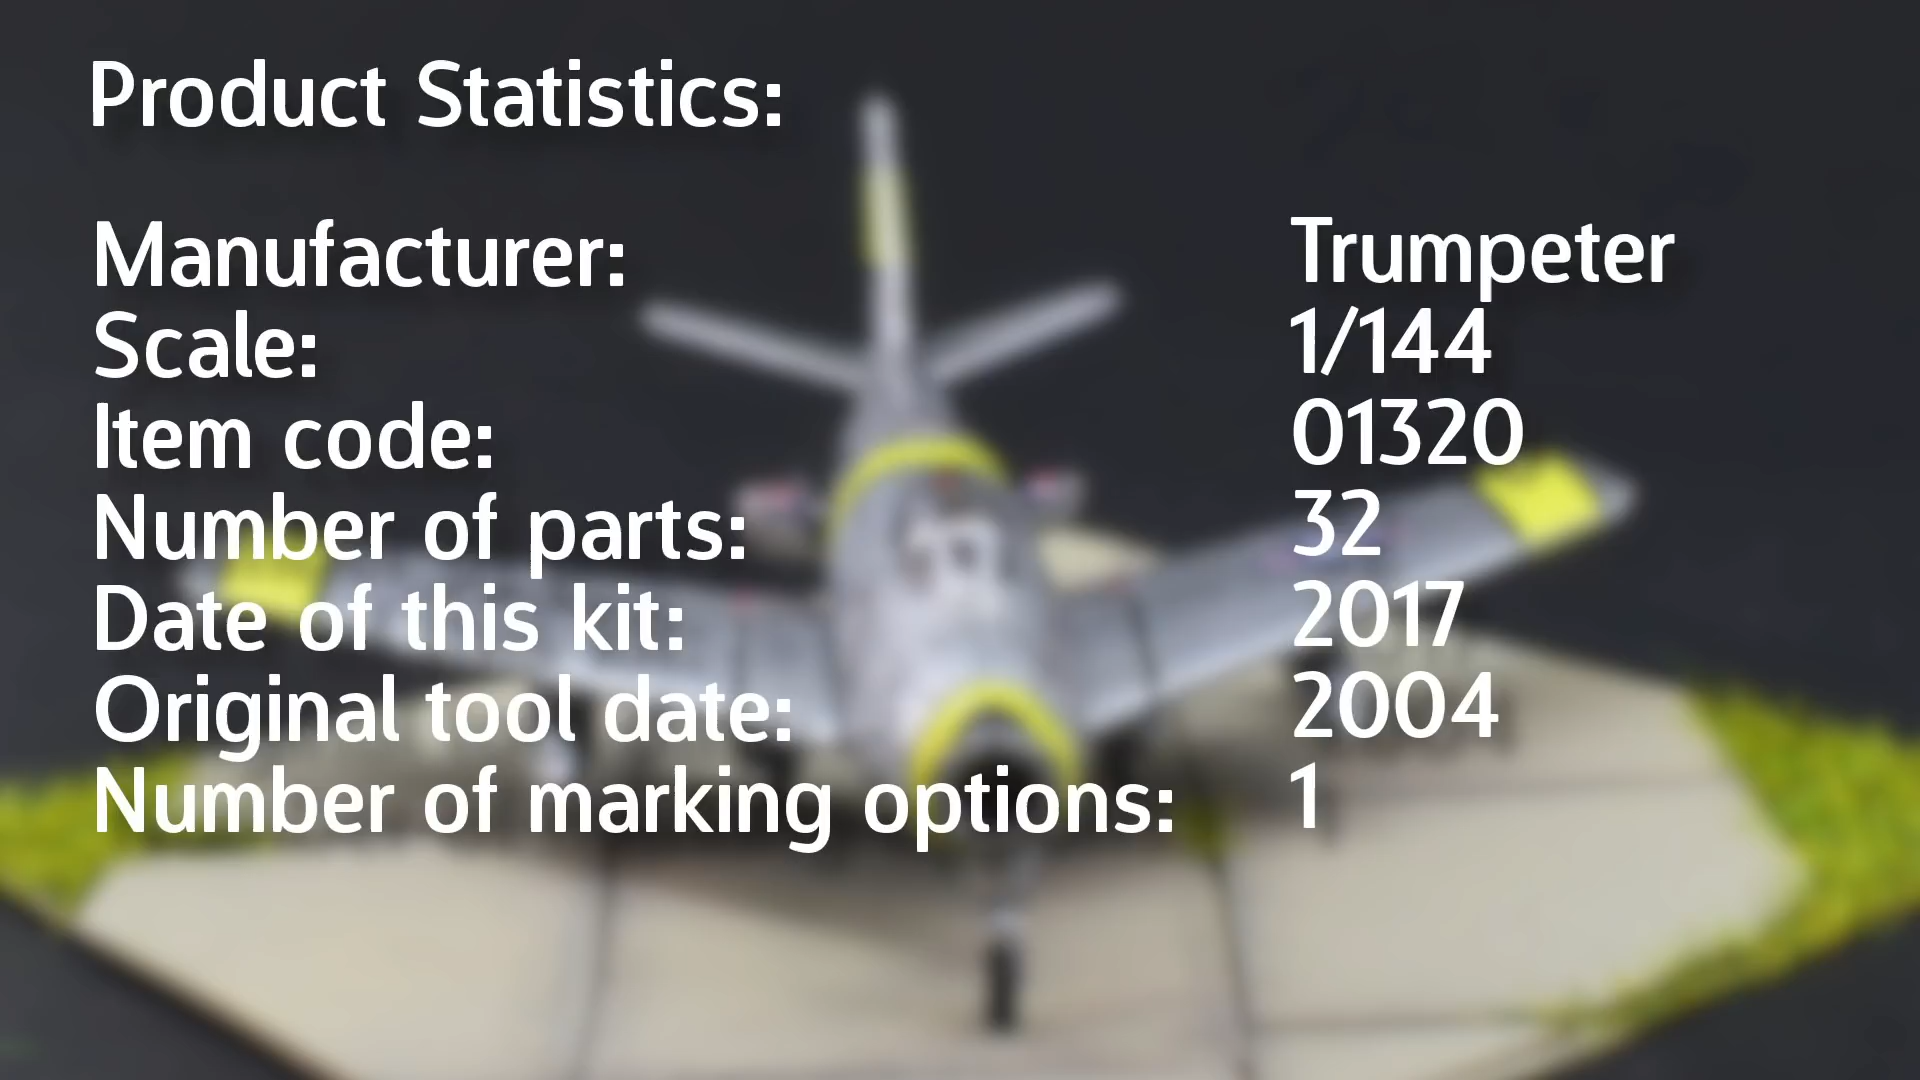 Product Statistics:
Manufacturer: Trumpeter
Scale: 1/144
Item code: 01320
Number of parts: 32
Date of this kit: 2017
Original tool date: 2004
Number of marking options: 1